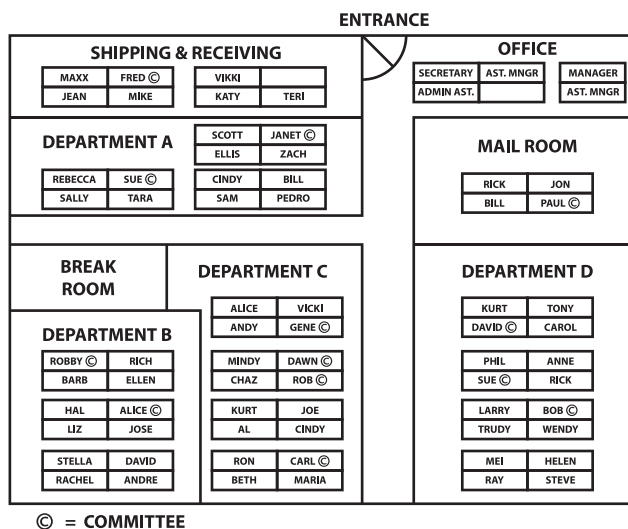 ENTRANCE
SHIPPING & RECEIVING
MAXX FRED © VIKKI
JEAN MIKE KATY TERI
OFFICE
SECRETARY AST. MNGR MANAGER
ADMIN AST. AST. MNGR
DEPARTMENT A
SCOTT JANET ©
ELLIS ZACH
REBECCA SUE © CINDY BILL
SALLY TARA SAM PEDRO
MAIL ROOM
RICK JON
BILL PAUL ©
BREAK
ROOM
DEPARTMENT B
ROBBY © RICH
BARB ELLEN
HAL ALICE ©
LIZ JOSE
STELLA DAVID
RACHEL ANDRE
DEPARTMENT C
ALICE VICKI
ANDY GENE ©
MINDY DAWN ©
CHAZ ROB ©
KURT JOE
AL CINDY
RON CARL ©
BETH MARIA
DEPARTMENT D
KURT TONY
DAVID © CAROL
PHIL ANNE
SUE © RICK
LARRY BOB ©
TRUDY WENDY
MEI HELEN
RAY STEVE
© = COMMITTEE